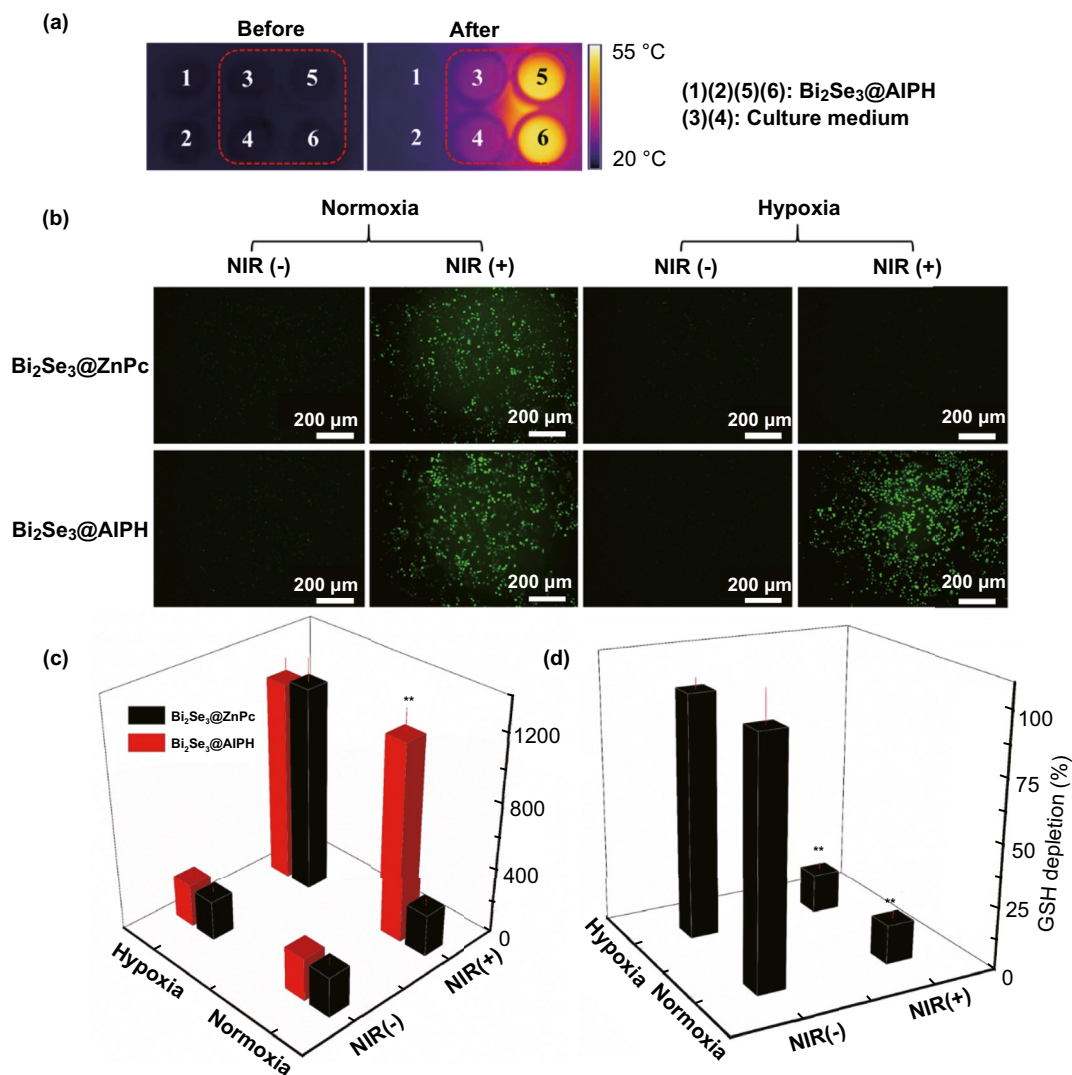 (a)
Before
After
1 3 5
2 4 6
1 3 5
2 4 6
55 °C
20 °C
(1)(2)(5)(6): Bi₂Se₃@AIPH
(3)(4): Culture medium
(b)
Normoxia
Hypoxia
NIR (-) NIR (+) NIR (-) NIR (+)
Bi₂Se₃@ZnPc
200 µm 200 µm 200 µm 200 µm
Bi₂Se₃@AIPH
200 µm 200 µm 200 µm 200 µm
(c)
Bi₂Se₃@ZnPc
Bi₂Se₃@AIPH
**
1200
800
400
0
Hypoxia
Normoxia
NIR(-)
NIR(+)
(d)
**
**
100
75
50
25
0
GSH depletion (%)
Hypoxia
Normoxia
NIR(-)
NIR(+)